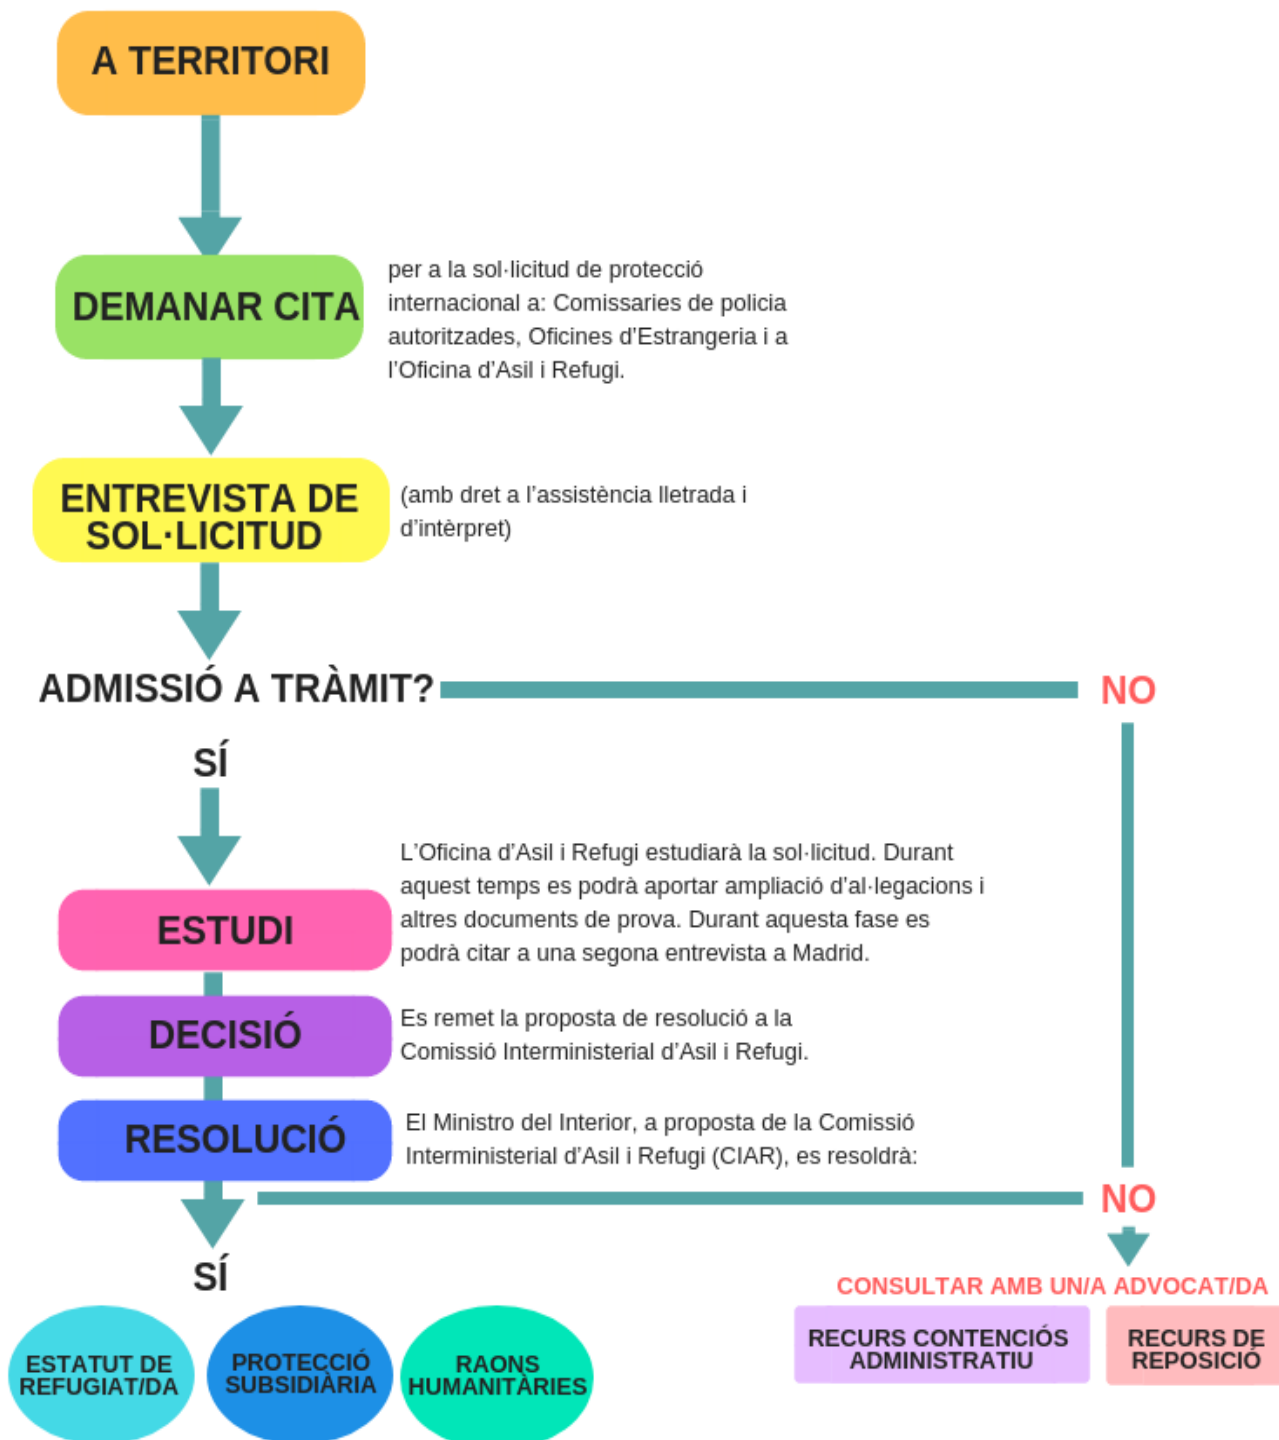 A TERRITORI
DEMANAR CITA
per a la sol·licitud de protecció
internacional a: Comissaries de policia
autoritzades, Oficines d'Estrangeria i a
l'Oficina d'Asil i Refugi.
ENTREVISTA DE
SOL·LICITUD
(amb dret a l'assistència lletrada i
d'intèrpret)
ADMISSIÓ A TRÀMIT?
NO
SÍ
ESTUDI
L'Oficina d'Asil i Refugi estudiarà la sol·licitud. Durant
aquest temps es podrà aportar ampliació d'al·legacions i
altres documents de prova. Durant aquesta fase es
podrà citar a una segona entrevista a Madrid.
DECISIÓ
Es remet la proposta de resolució a la
Comissió Interministerial d'Asil i Refugi.
RESOLUCIÓ
El Ministro del Interior, a proposta de la Comissió
Interministerial d'Asil i Refugi (CIAR), es resoldrà:
NO
SÍ
CONSULTAR AMB UN/A ADVOCAT/DA
ESTATUT DE
REFUGIAT/DA
PROTECCIÓ
SUBSIDIÀRIA
RAONS
HUMANITÀRIES
RECURS CONTENCIÓS
ADMINISTRATIU
RECURS DE
REPOSICIÓ